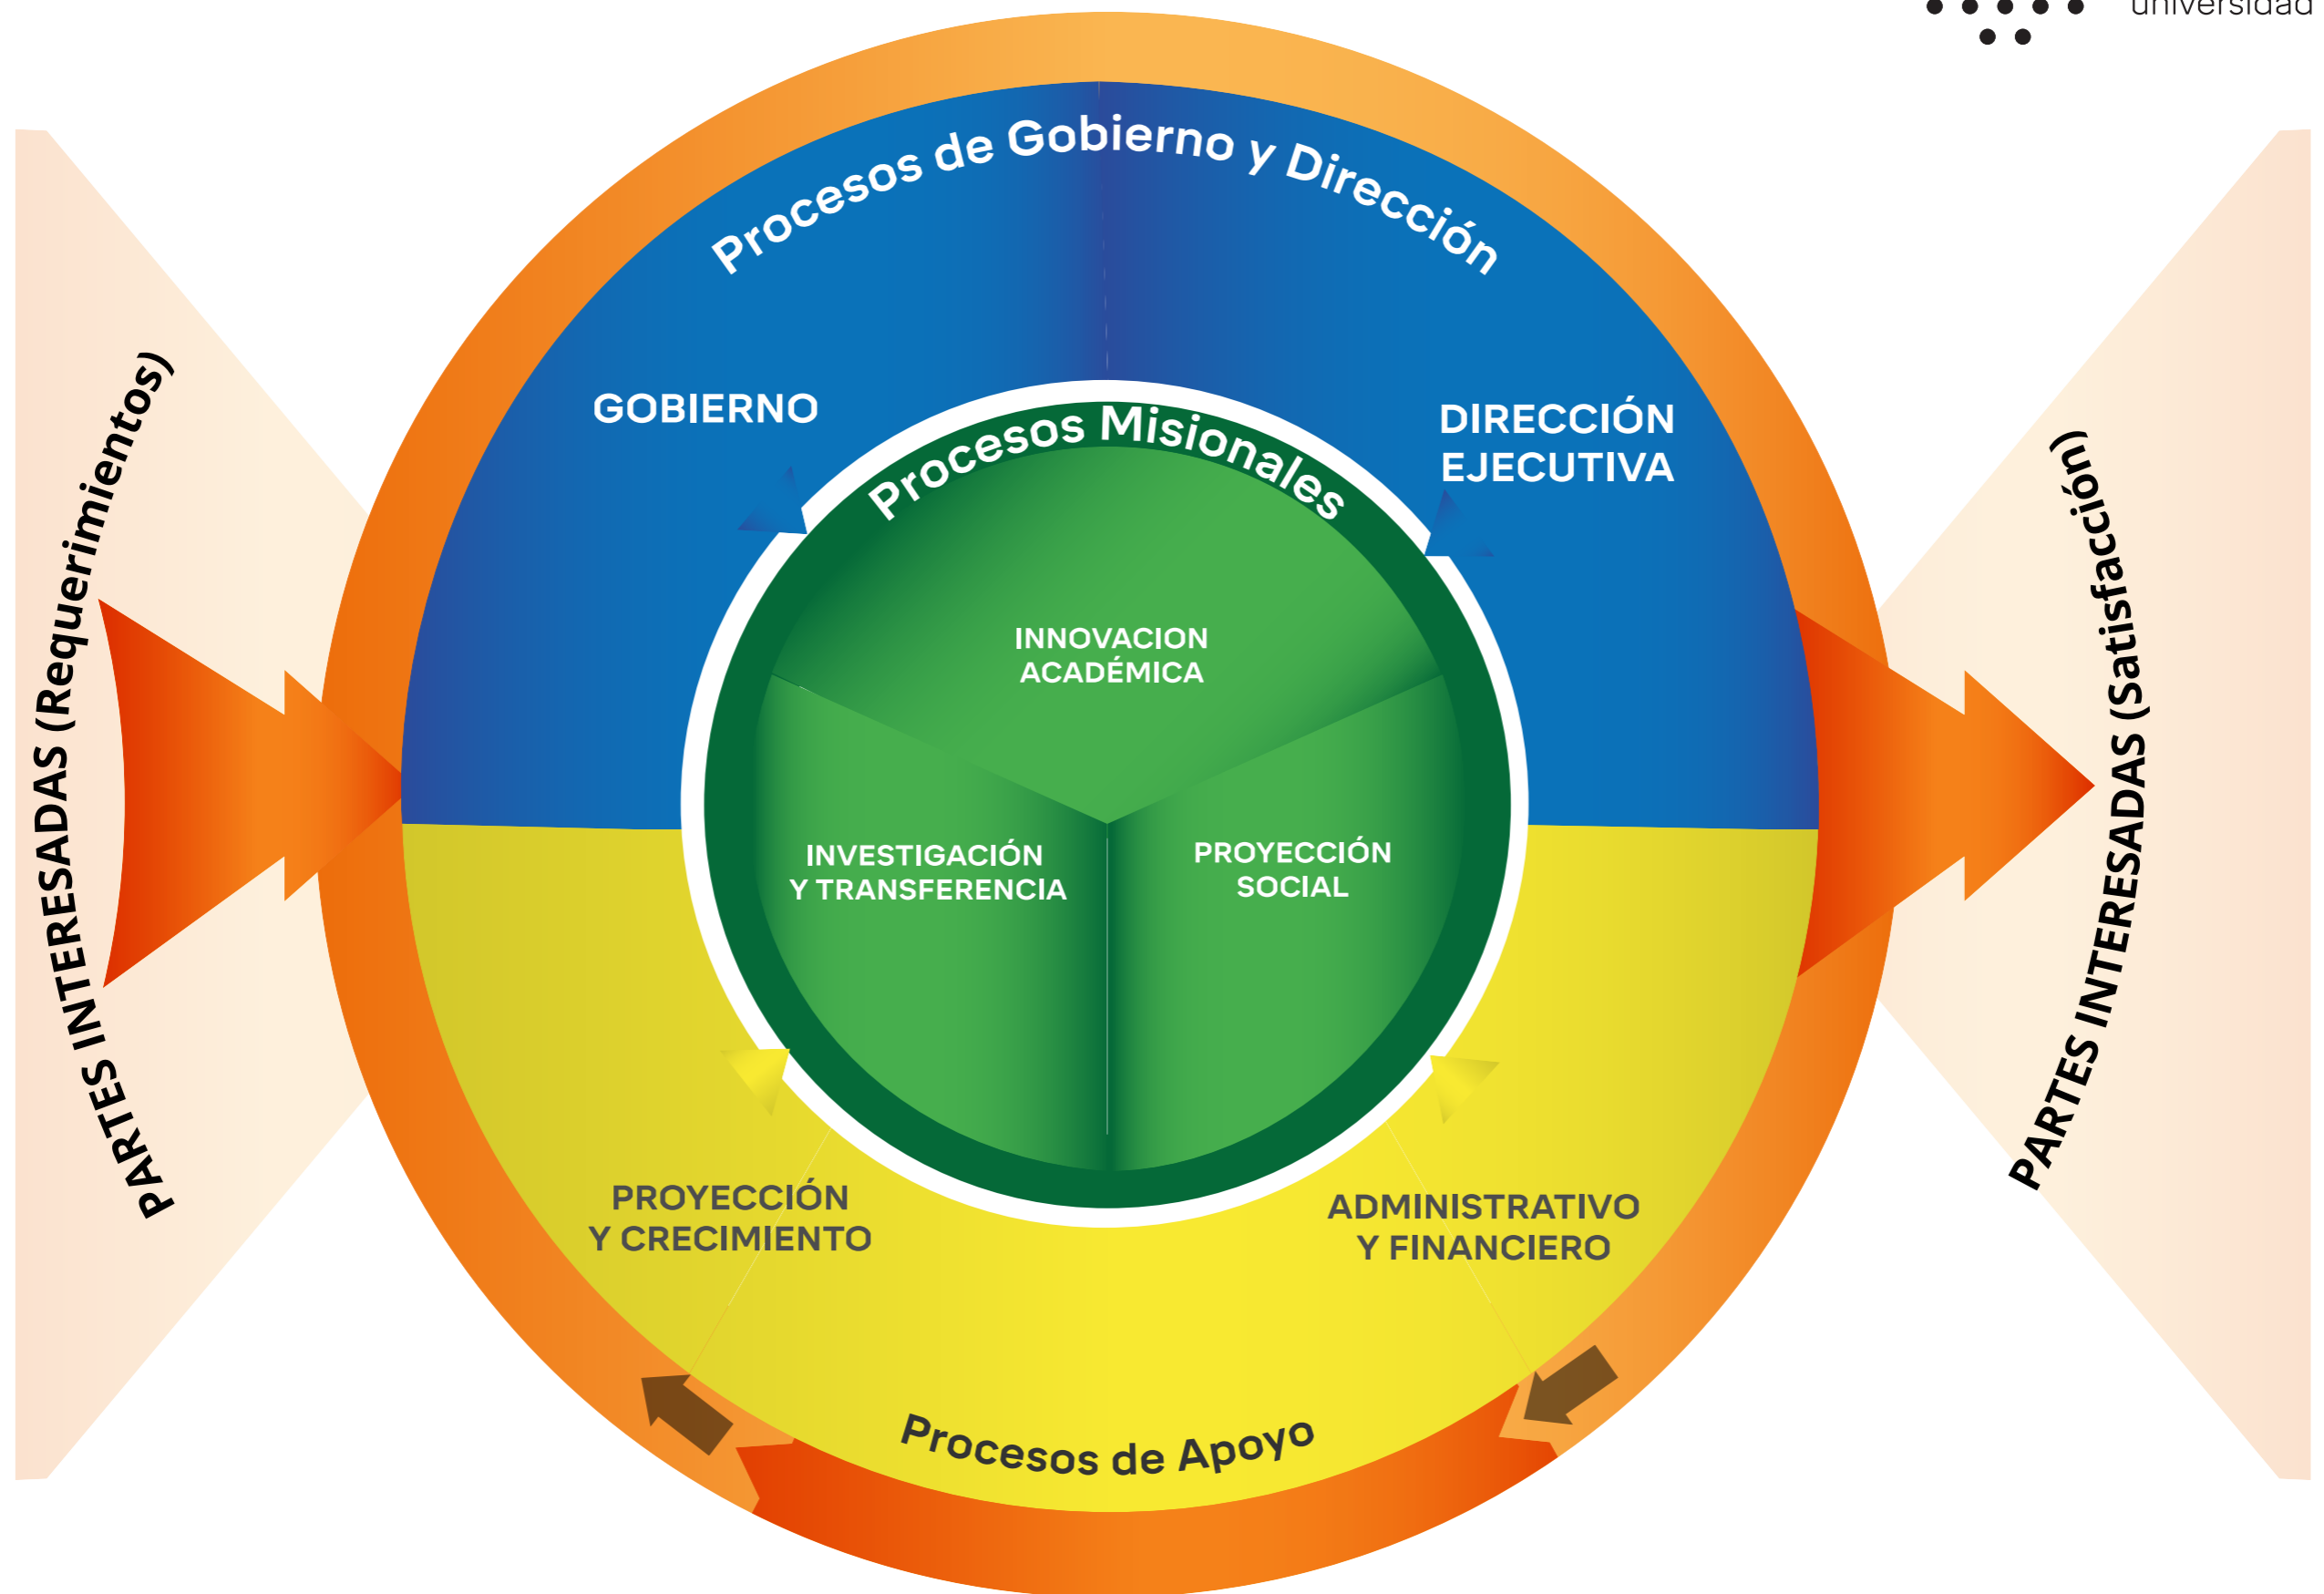 universidad
Procesos de Gobierno y Dirección
GOBIERNO
DIRECCIÓN
EJECUTIVA
Procesos Misionales
INNOVACION
ACADÉMICA
INVESTIGACIÓN
Y TRANSFERENCIA
PROYECCIÓN
SOCIAL
PARTES INTERESADAS (Requerimientos)
PARTES INTERESADAS (Satisfacción)
PROYECCIÓN
Y CRECIMIENTO
ADMINISTRATIVO
Y FINANCIERO
Procesos de Apoyo